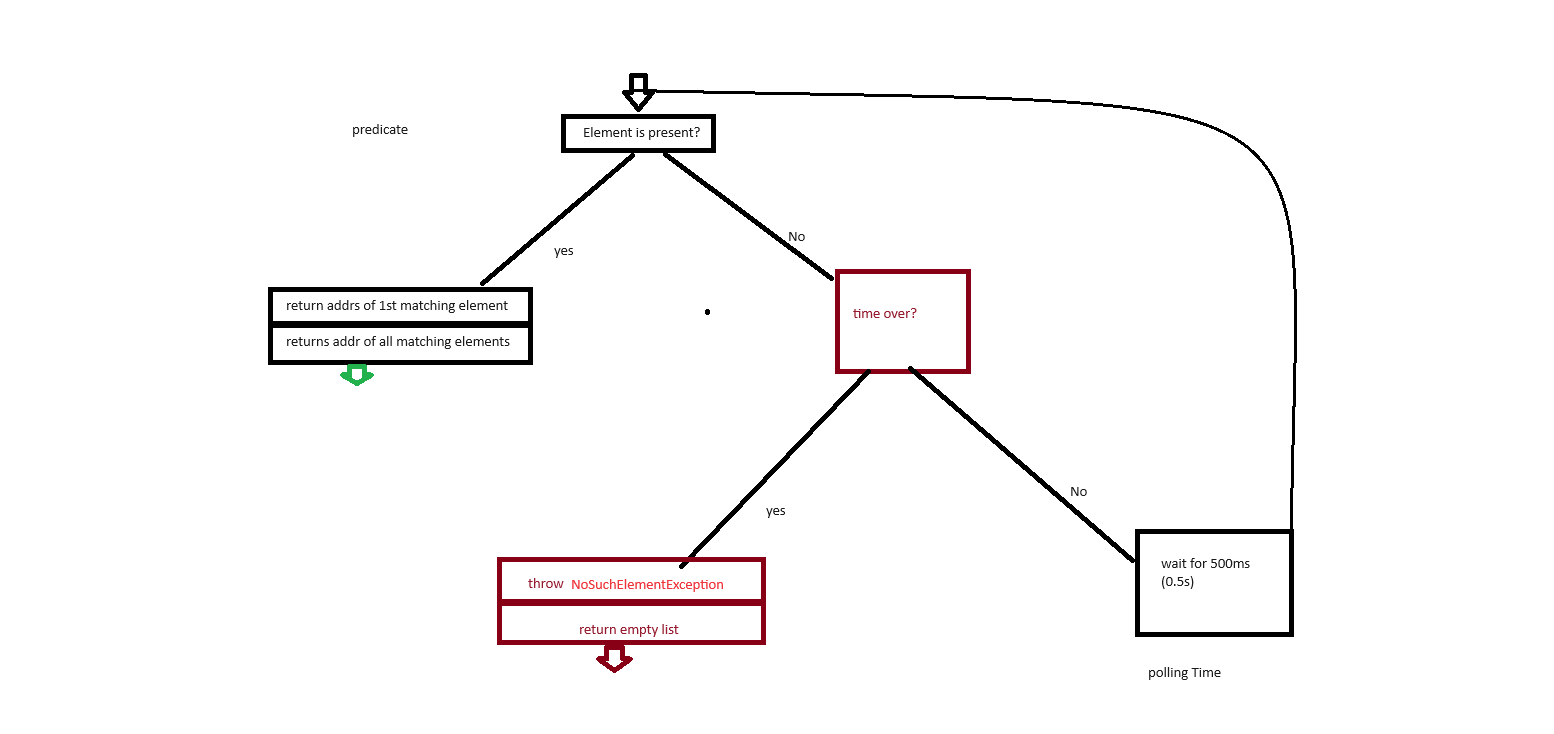 predicate
Element is present?
yes
No
return addrs of 1st matching element
returns addr of all matching elements
time over?
yes
No
throw NoSuchElementException
return empty list
wait for 500ms
(0.5s)
polling Time